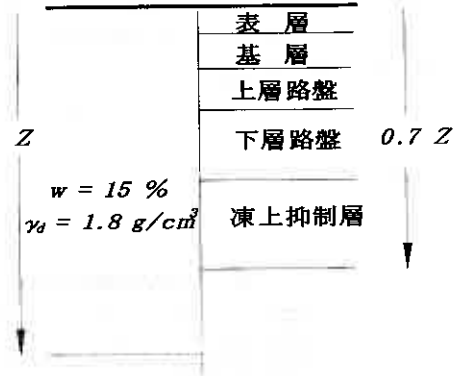 表層
基層
上層路盤
Z
下層路盤
0.7 Z
w = 15 %
γd = 1.8 g/cm³
凍上抑制層